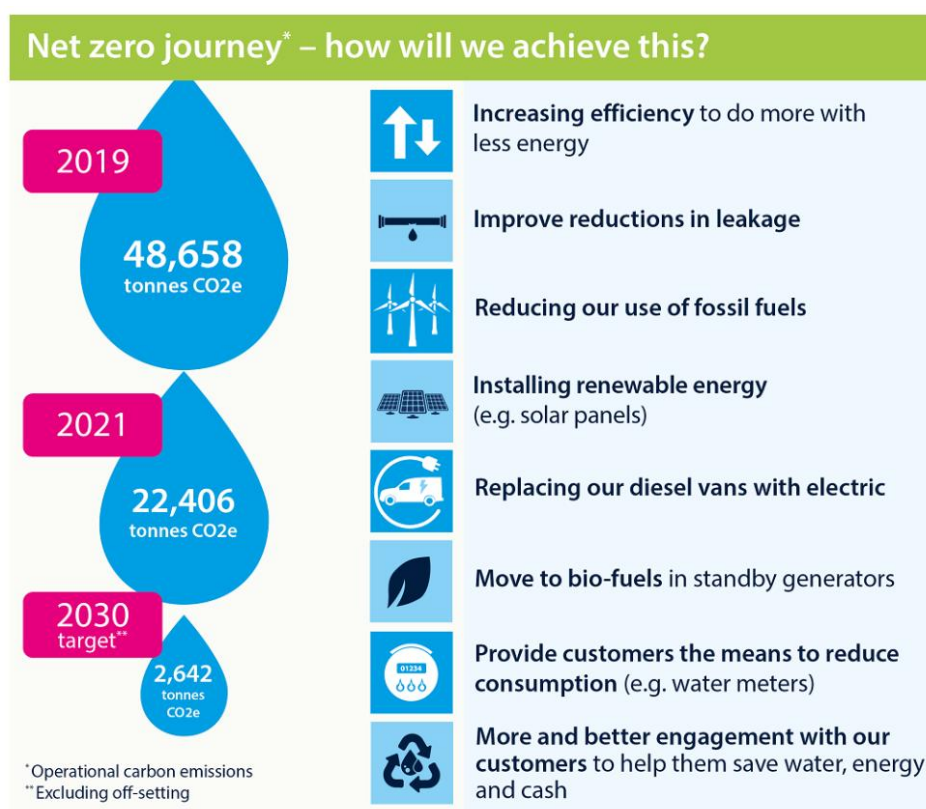 Net zero journey* – how will we achieve this?
2019
48,658
tonnes CO2e
2021
22,406
tonnes CO2e
2030
target**
2,642
tonnes
CO2e
*Operational carbon emissions
**Excluding off-setting
Increasing efficiency to do more with
less energy
Improve reductions in leakage
Reducing our use of fossil fuels
Installing renewable energy
(e.g. solar panels)
Replacing our diesel vans with electric
Move to bio-fuels in standby generators
01234
Provide customers the means to reduce
consumption (e.g. water meters)
More and better engagement with our
customers to help them save water, energy
and cash